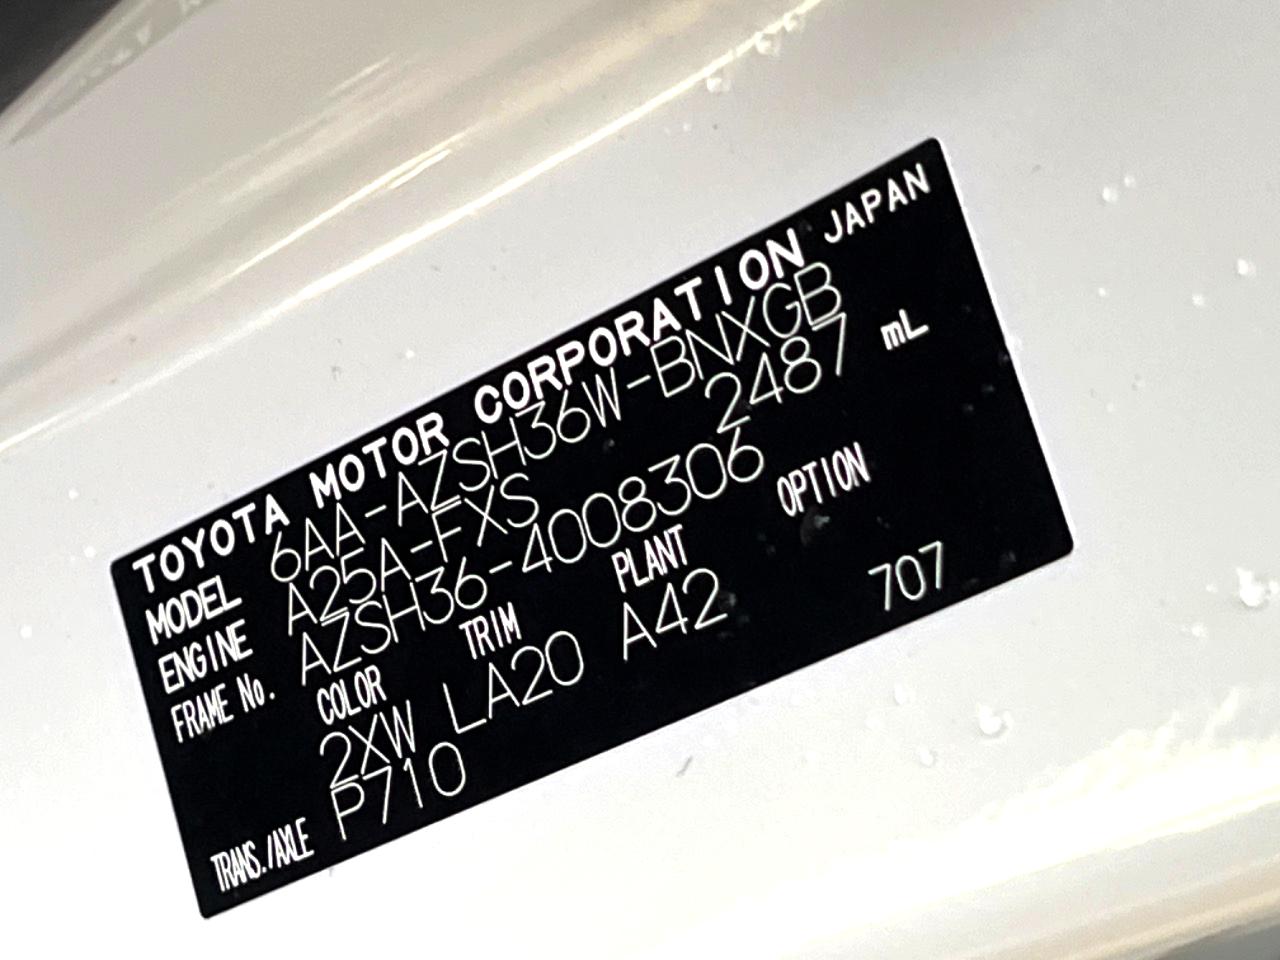 TOYOTA MOTOR CORPORATION JAPAN
MODEL 6AA-AZSH36W-BNXGB
ENGINE A25A-FXS 2487 mL
FRAME No. AZSH36-4008306
COLOR TRIM PLANT OPTION
2XW LA20 A42 707
TRANS./AXLE P710